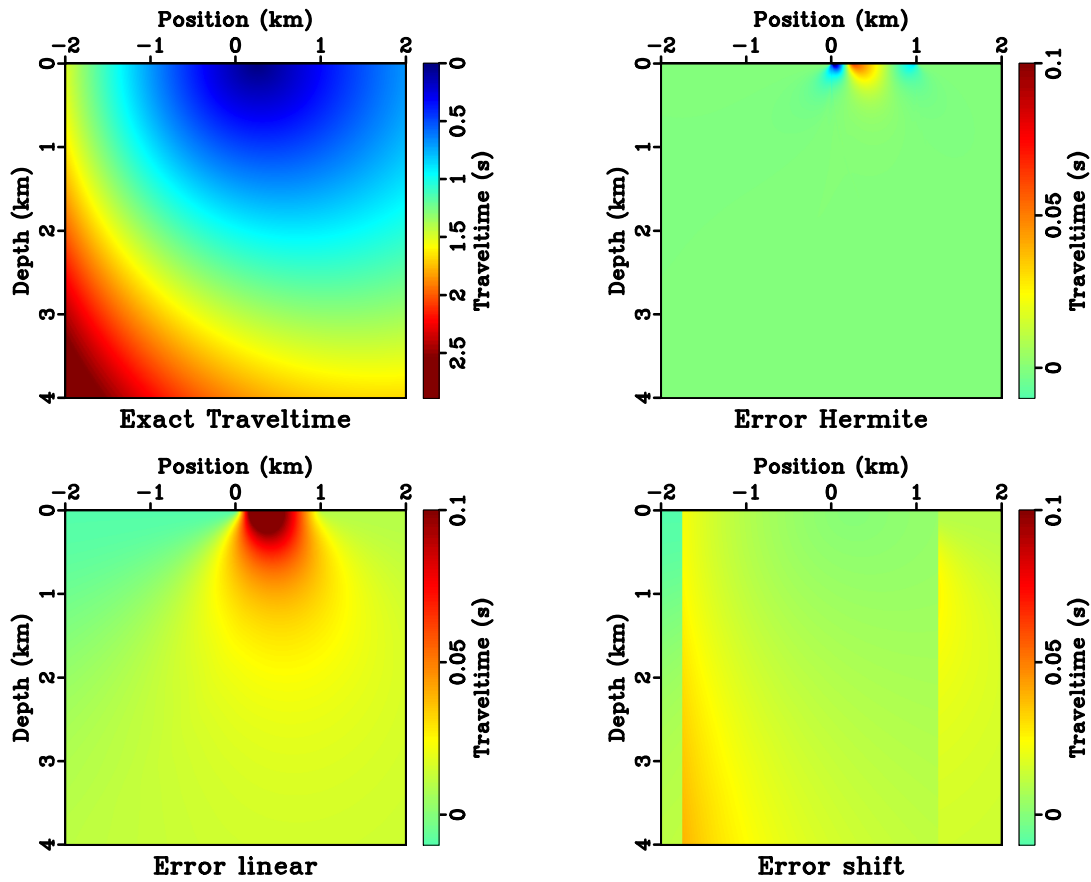 Position (km)
−2 −1 0 1 2
Depth (km)
0
1
2
3
4
0 0.5 1 1.5 2 2.5
Traveltime (s)
Exact Traveltime
Position (km)
−2 −1 0 1 2
Depth (km)
0
1
2
3
4
0.1 0.05 0
Traveltime (s)
Error Hermite
Position (km)
−2 −1 0 1 2
Depth (km)
0
1
2
3
4
0.1 0.05 0
Traveltime (s)
Error linear
Position (km)
−2 −1 0 1 2
Depth (km)
0
1
2
3
4
0.1 0.05 0
Traveltime (s)
Error shift